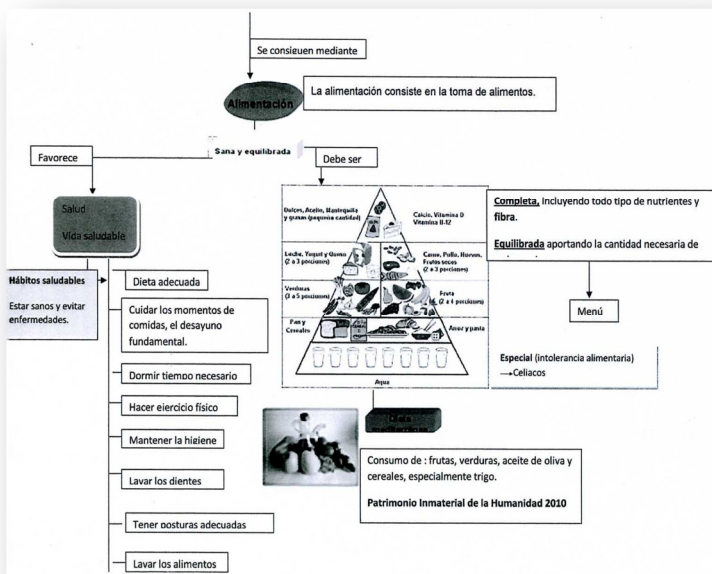 Se consiguen mediante
Alimentación
La alimentación consiste en la toma de alimentos.
Sana y equilibrada
Favorece
Debe ser
Salud
Vida saludable
Hábitos saludables
Estar sanos y evitar
enfermedades.
Dieta adecuada
Cuidar los momentos de
comidas, el desayuno
fundamental.
Dormir tiempo necesario
Hacer ejercicio físico
Mantener la higiene
Lavar los dientes
Tener posturas adecuadas
Lavar los alimentos
Dulces, Aceite, Mantequilla
y grasas (pequeña cantidad)
Calcio, Vitamina D
Vitamina B-12
Leche, Yogurt y Queso
(2 a 3 porciones)
Carne, Pollo, Huevos,
Frutos secos
(2 a 3 porciones)
Verduras
(3 a 5 porciones)
Fruta
(2 a 4 porciones)
Pan y
Cereales
Arroz y pasta
Agua
Completa, incluyendo todo tipo de nutrientes y
fibra.
Equilibrada aportando la cantidad necesaria de
Menú
Especial (intolerancia alimentaria)
→Celiacos
Consumo de : frutas, verduras, aceite de oliva y
cereales, especialmente trigo.
Patrimonio Inmaterial de la Humanidad 2010